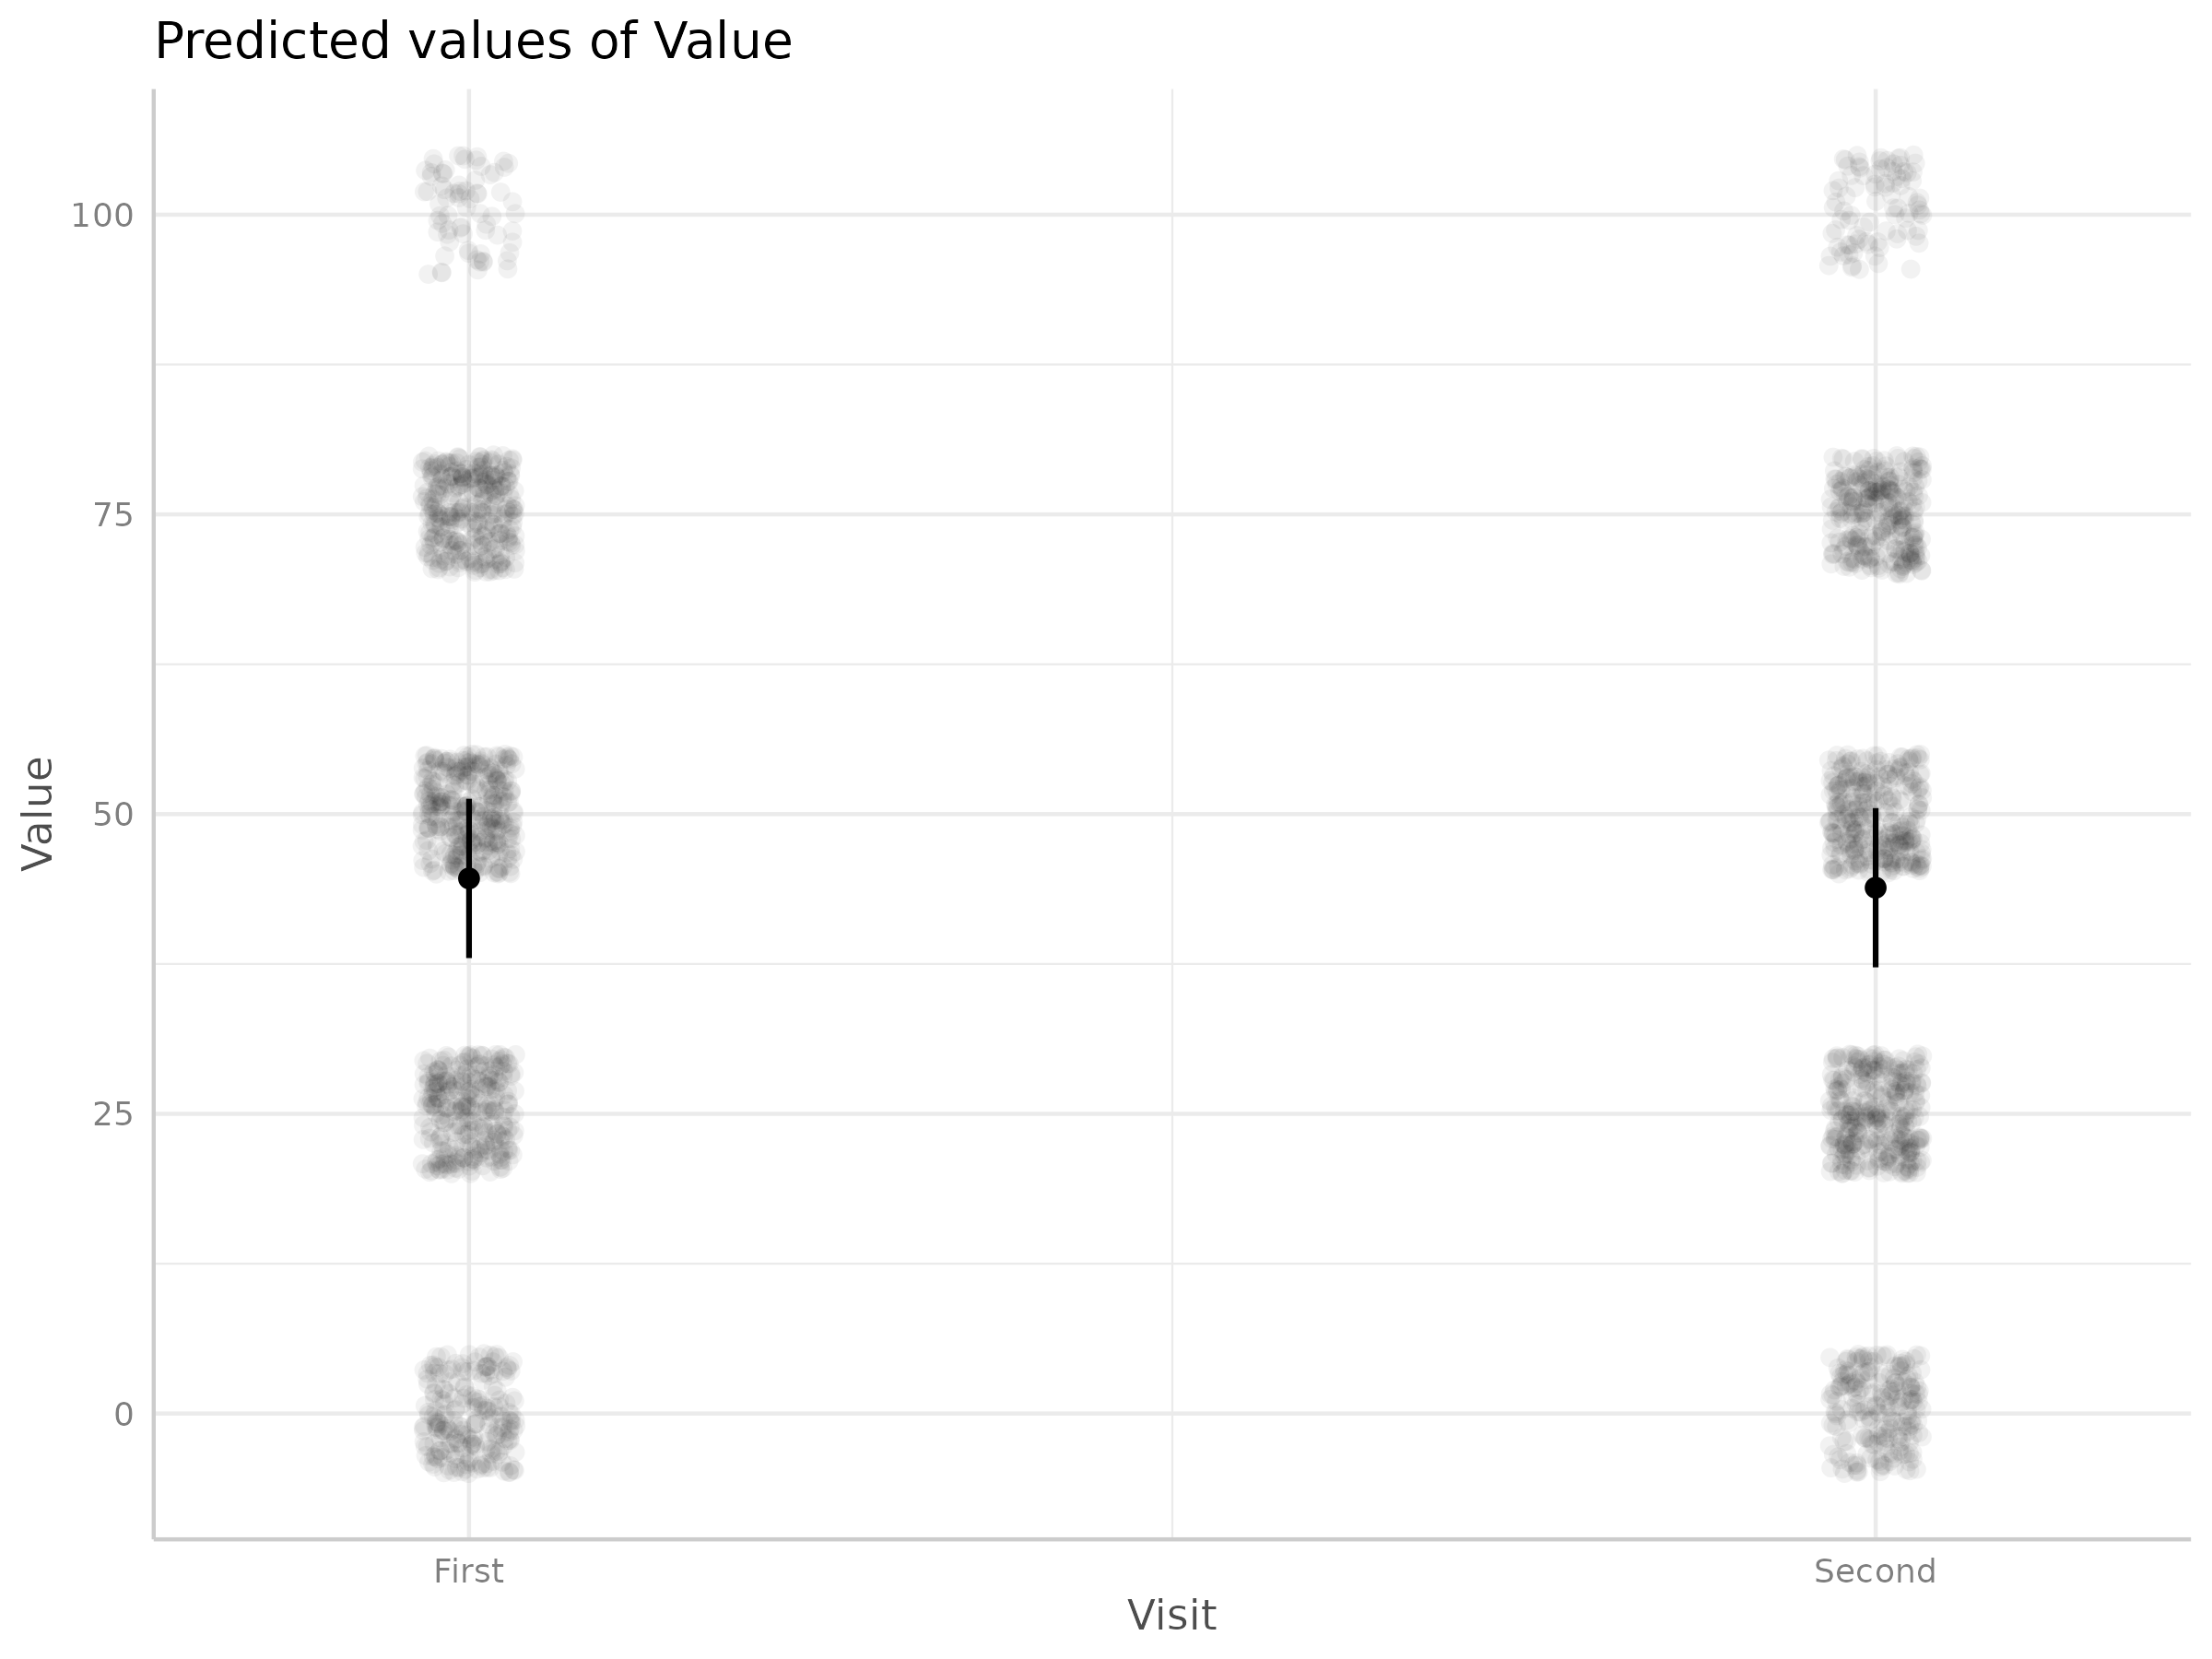 Predicted values of Value
100
75
50
25
0
Value
First
Second
Visit